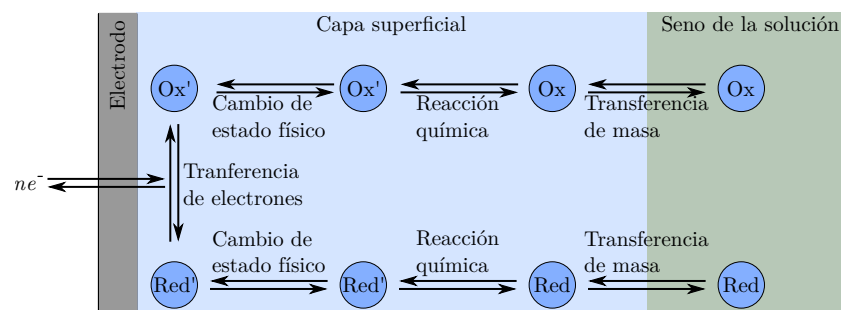 Capa superficial
Seno de la solución
Electrodo
Ox'
Ox'
Ox
Ox
Cambio de
estado físico
Reacción
química
Transferencia
de masa
ne-
Tranferencia
de electrones
Cambio de
estado físico
Reacción
química
Transferencia
de masa
Red'
Red'
Red
Red